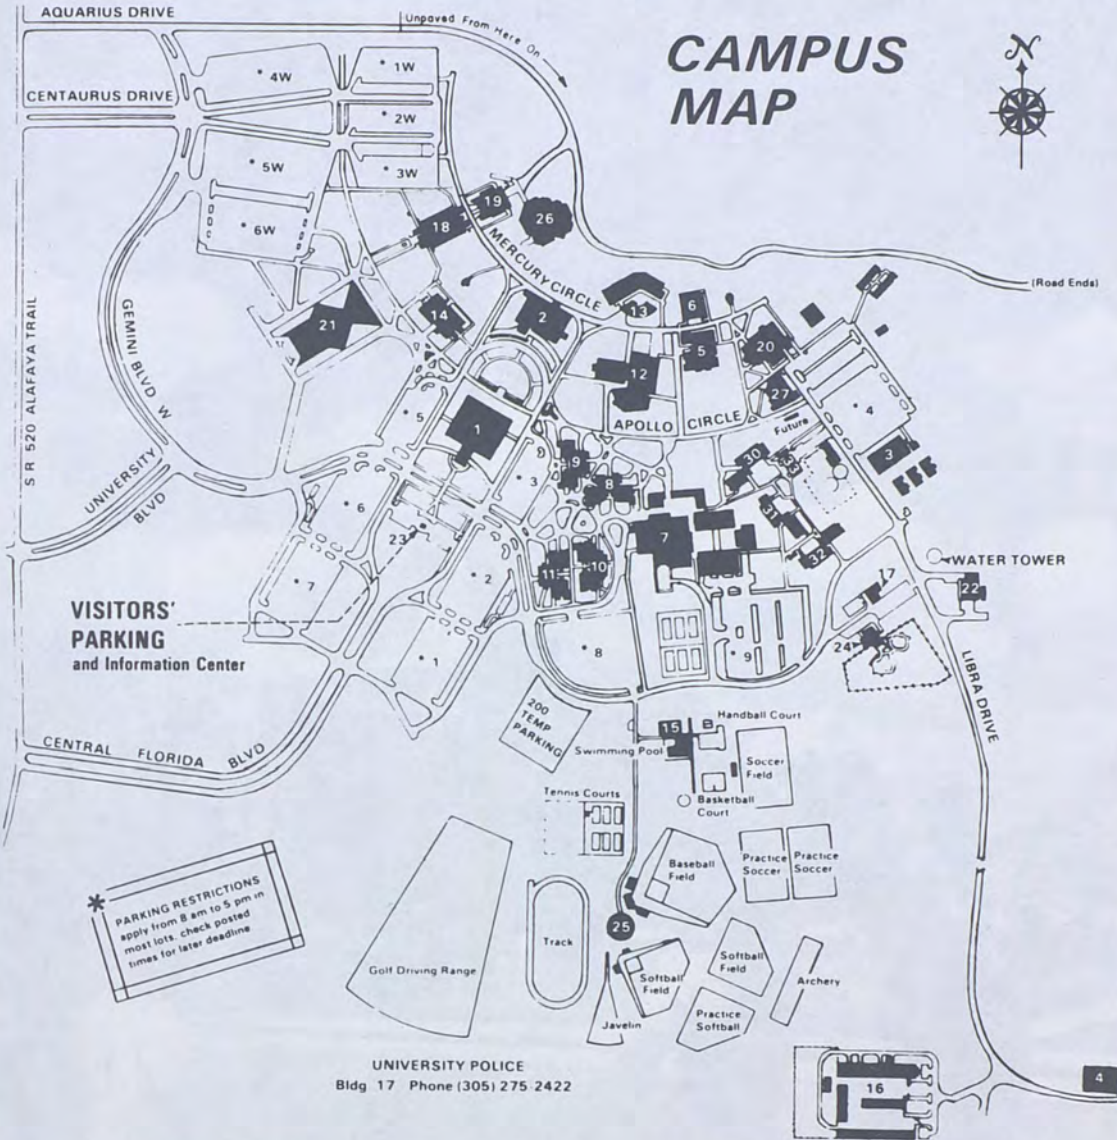 AQUARIUS DRIVE
Unpaved From Here On
CAMPUS
MAP
N
1W
4W
CENTAURUS DRIVE
2W
5W
3W
6W
19
18
26
MERCURY CIRCLE
(Road Ends)
S R 520 ALAFAYA TRAIL
GEMINI BLVD W
21
14
2
13
6
5
20
12
27
4
5
1
APOLLO CIRCLE
Future
3
9
30
33
3
8
UNIVERSITY
BLVD
6
23
7
31
32
11
10
2
7
WATER TOWER
17
22
VISITORS'
PARKING
and Information Center
1
8
9
24
LIBRA DRIVE
200
TEMP
PARKING
CENTRAL FLORIDA BLVD
15
Handball Court
Swimming Pool
Soccer
Field
Tennis Courts
Basketball
Court
Baseball
Field
Practice
Soccer
Practice
Soccer
* PARKING RESTRICTIONS
apply from 8 am to 5 pm in
most lots, check posted
times for later deadline
25
Track
Golf Driving Range
Softball
Field
Softball
Field
Archery
Javelin
Practice
Softball
UNIVERSITY POLICE
Bldg 17 Phone (305) 275 2422
16
4